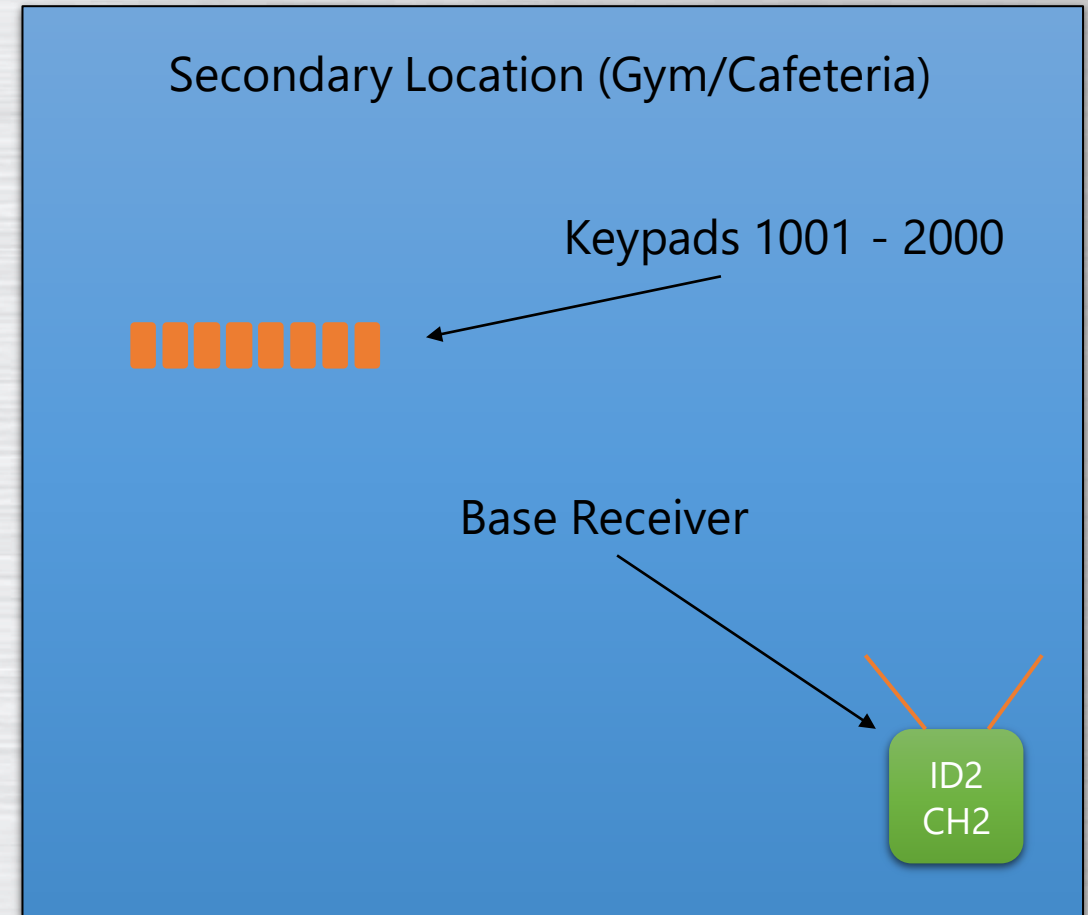 Secondary Location (Gym/Cafeteria)
Keypads 1001 - 2000
Base Receiver
ID2
CH2